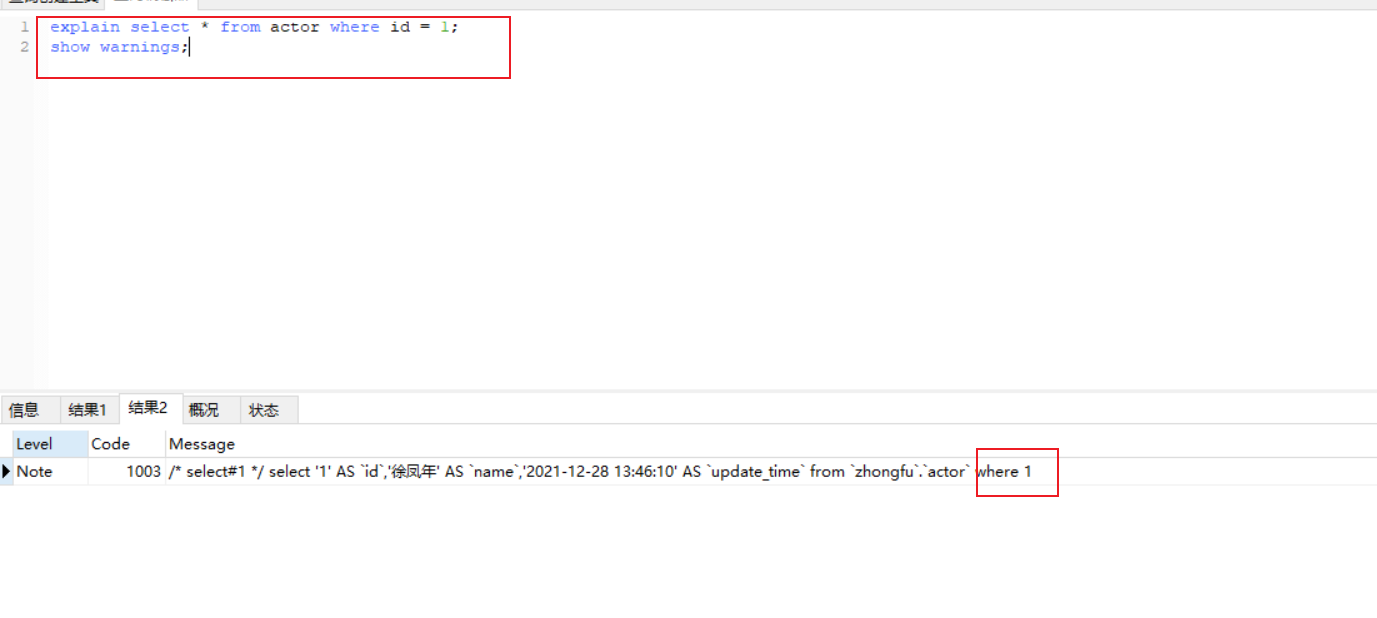 1 explain select * from actor where id = 1;
2 show warnings;
信息 结果1 结果2 概况 状态
Level Code Message
Note 1003 /* select#1 */ select '1' AS `id`,'徐凤年' AS `name`,'2021-12-28 13:46:10' AS `update_time` from `zhongfu`.`actor` where 1